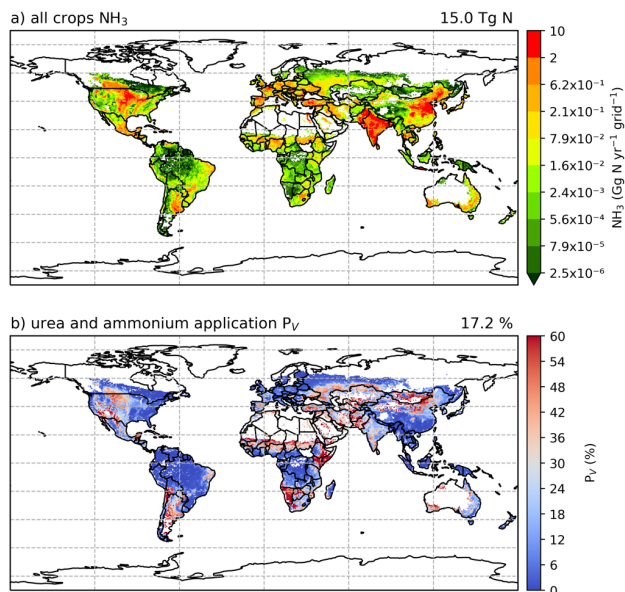 a) all crops NH₃
15.0 Tg N
10
2
6.2x10⁻¹
2.1x10⁻¹
7.9x10⁻²
1.6x10⁻²
2.4x10⁻³
5.6x10⁻⁴
7.9x10⁻⁵
2.5x10⁻⁶
NH₃ (Gg N yr⁻¹ grid⁻¹)
b) urea and ammonium application Pᵥ
17.2 %
60
54
48
42
36
30
24
18
12
6
0
Pᵥ (%)